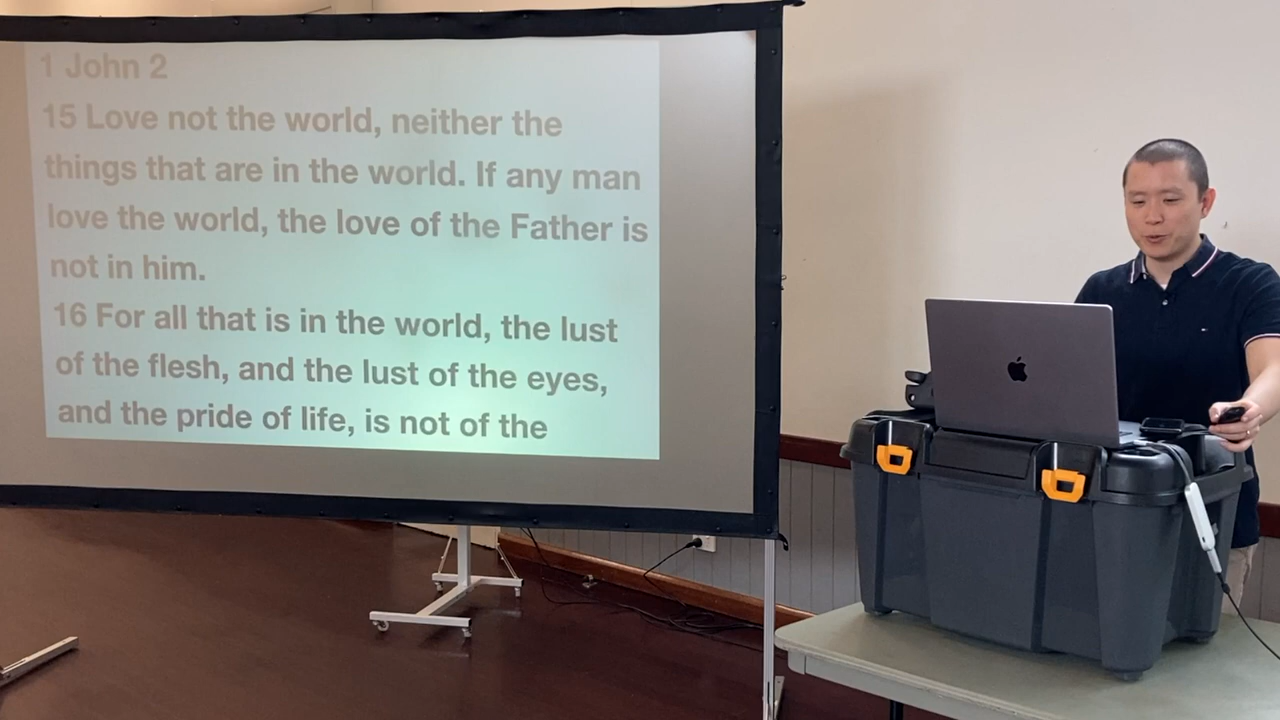 1 John 2
15 Love not the world, neither the
things that are in the world. If any man
love the world, the love of the Father is
not in him.
16 For all that is in the world, the lust
of the flesh, and the lust of the eyes,
and the pride of life, is not of the